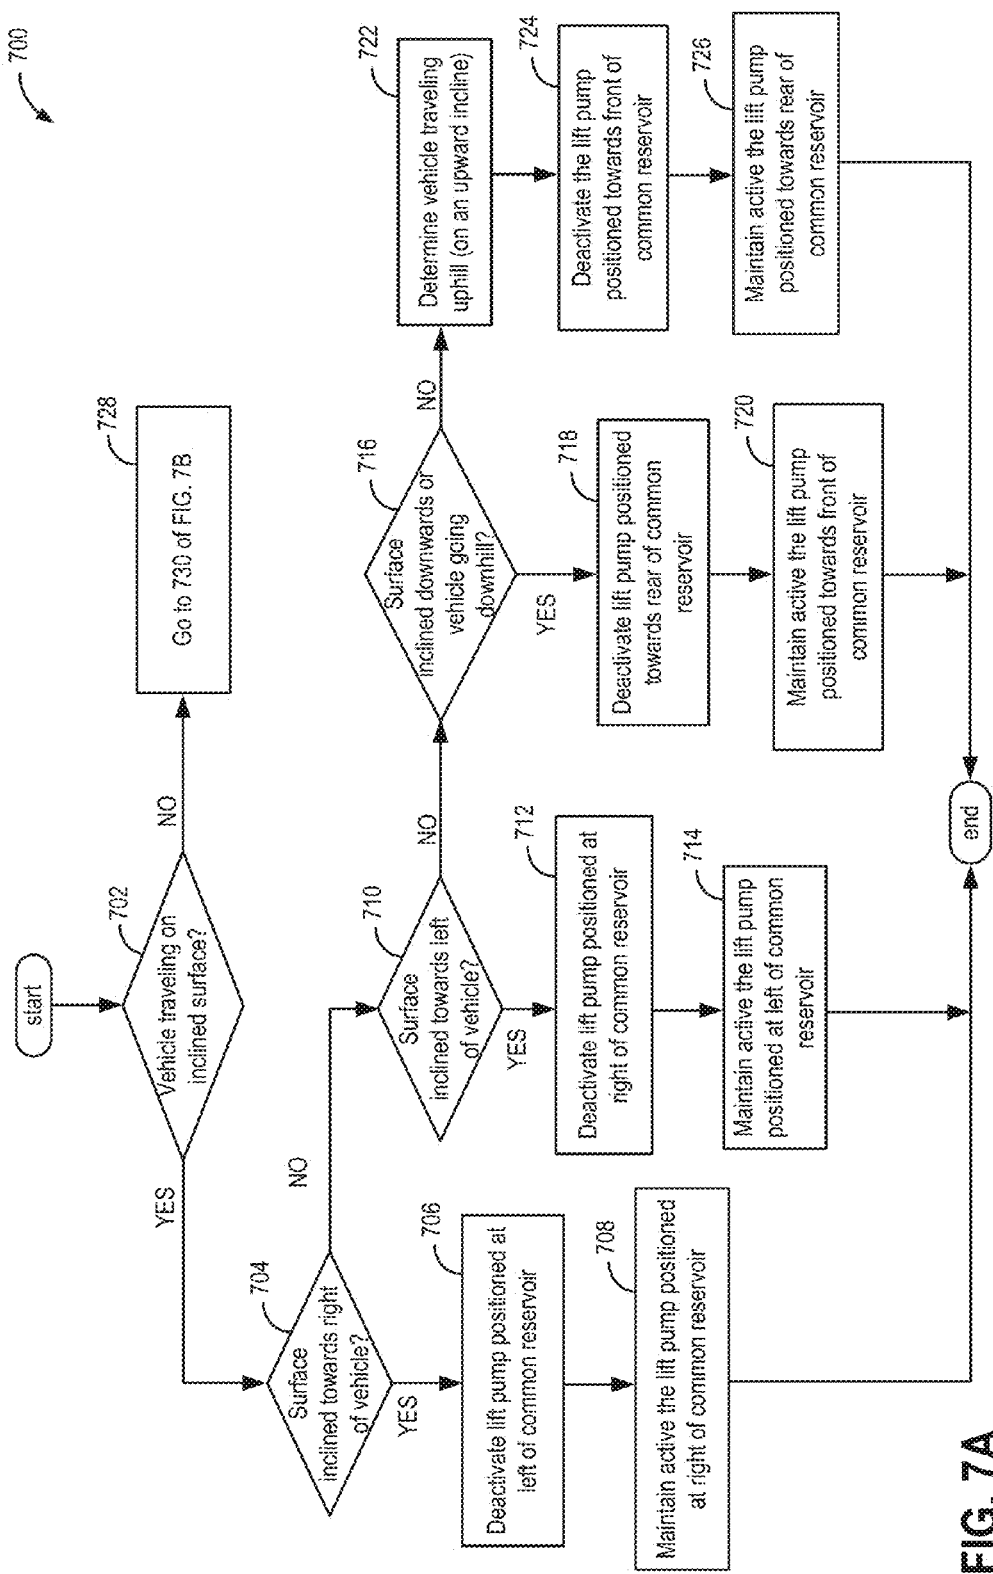 700
start
702
Vehicle traveling on
inclined surface?
YES
NO
728
Go to 730 of FIG. 7B
704
Surface
inclined towards right
of vehicle?
NO
YES
706
Deactivate lift pump positioned at
left of common reservoir
708
Maintain active the lift pump positioned
at right of common reservoir
710
Surface
inclined towards left
of vehicle?
NO
YES
712
Deactivate lift pump positioned at
right of common reservoir
714
Maintain active the lift pump
positioned at left of common
reservoir
716
Surface
inclined downwards or
vehicle going
downhill?
NO
YES
718
Deactivate lift pump positioned
towards rear of common
reservoir
720
Maintain active the lift pump
positioned towards front of
common reservoir
722
Determine vehicle traveling
uphill (on an upward incline)
724
Deactivate the lift pump
positioned towards front of
common reservoir
726
Maintain active the lift pump
positioned towards rear of
common reservoir
end
FIG. 7A